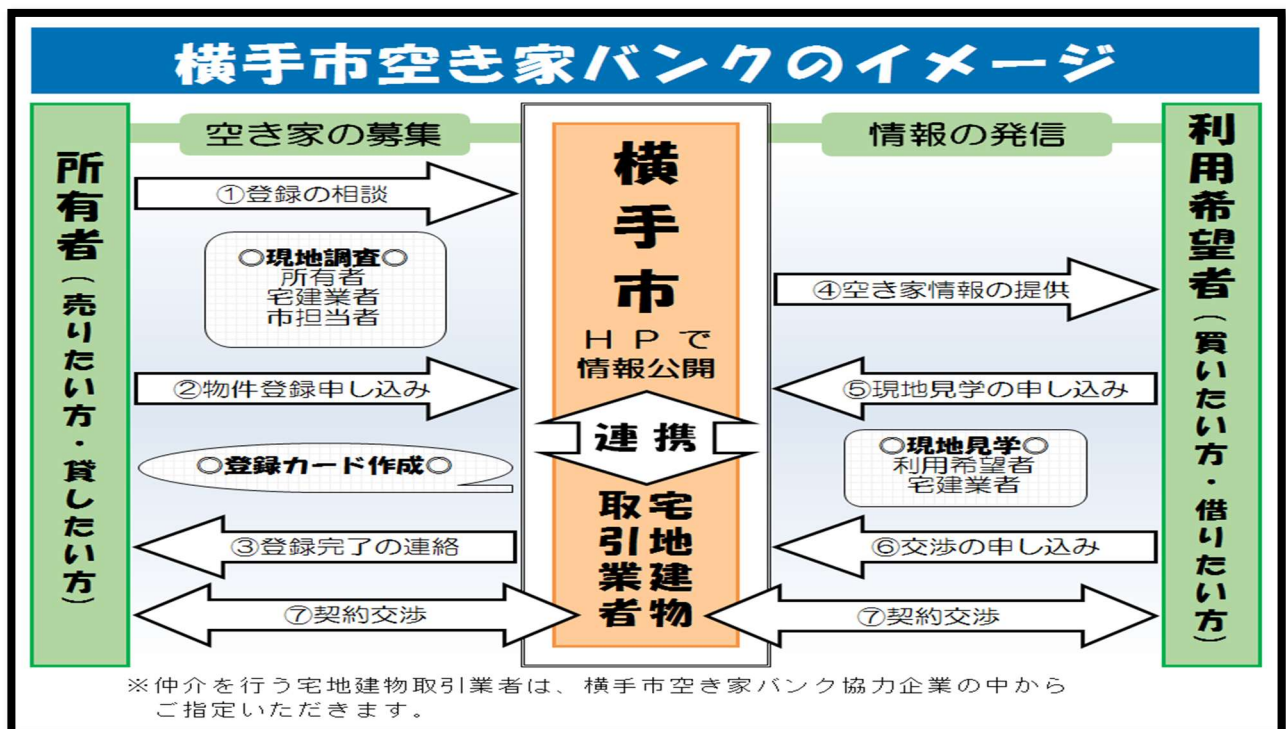 横手市空き家バンクのイメージ
所有者(売りたい方・貸したい方)
空き家の募集
①登録の相談
○現地調査○
所有者
宅建業者
市担当者
②物件登録申し込み
○登録カード作成○
③登録完了の連絡
⑦契約交渉
横手市
HPで
情報公開
連携
宅地建物
取引業者
情報の発信
④空き家情報の提供
⑤現地見学の申し込み
○現地見学○
利用希望者
宅建業者
⑥交渉の申し込み
⑦契約交渉
利用希望者(買いたい方・借りたい方)
※仲介を行う宅地建物取引業者は、横手市空き家バンク協力企業の中から
ご指定いただきます。